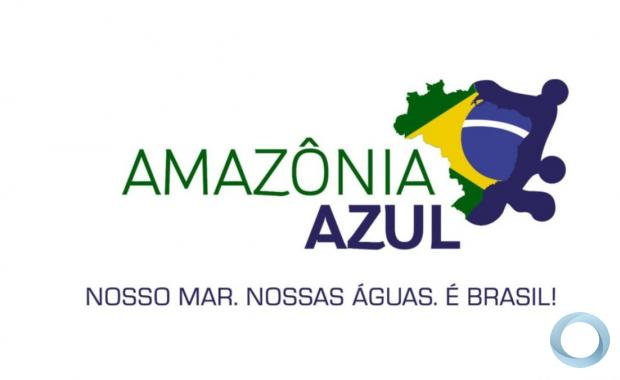 AMAZÔNIA
AZUL
NOSSO MAR. NOSSAS ÁGUAS. É BRASIL!